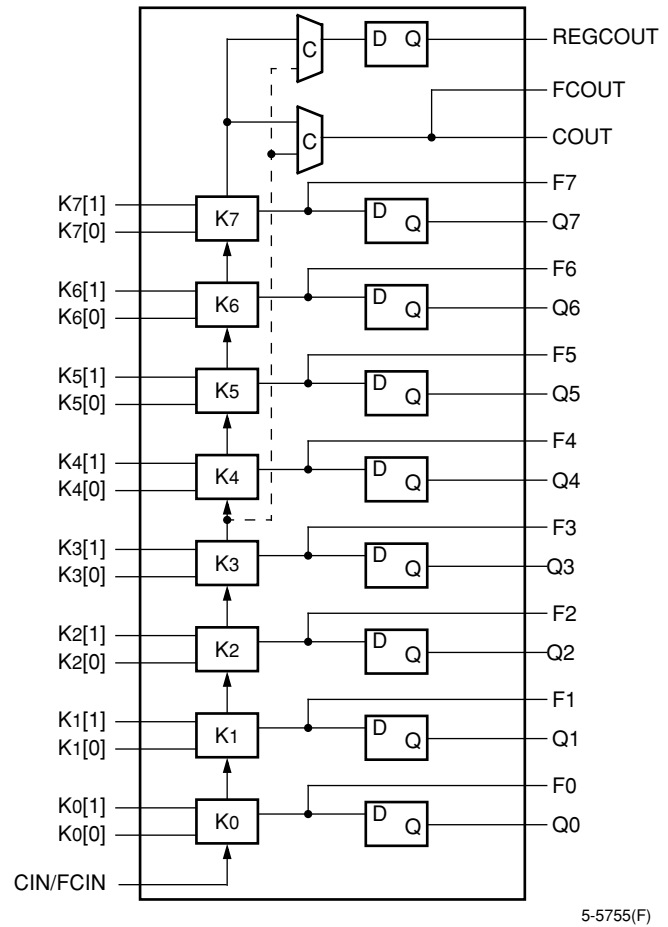 D Q REGCOUT
C
FCOUT
C COUT
K7[1] F7
K7[0] K7 D Q Q7
K6[1] F6
K6[0] K6 D Q Q6
K5[1] F5
K5[0] K5 D Q Q5
K4[1] F4
K4[0] K4 D Q Q4
K3[1] F3
K3[0] K3 D Q Q3
K2[1] F2
K2[0] K2 D Q Q2
K1[1] F1
K1[0] K1 D Q Q1
K0[1] F0
K0[0] K0 D Q Q0
CIN/FCIN
5-5755(F)